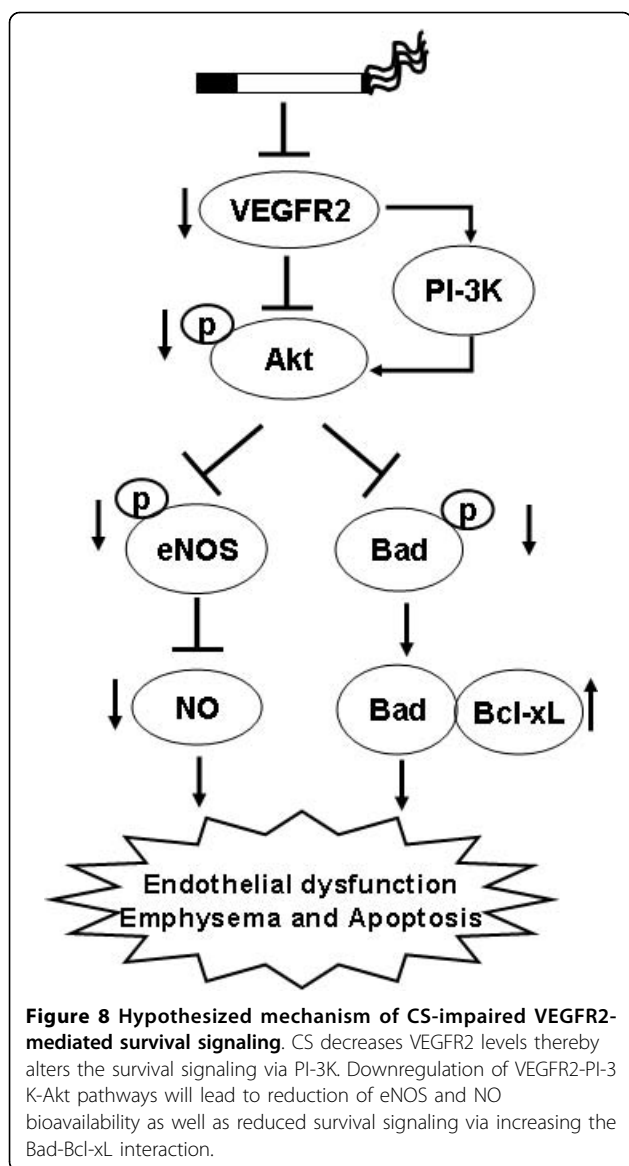 VEGFR2
PI-3K
p
Akt
p
eNOS
p
Bad
NO
Bad
Bcl-xL
Endothelial dysfunction
Emphysema and Apoptosis
Figure 8 Hypothesized mechanism of CS-impaired VEGFR2-
mediated survival signaling. CS decreases VEGFR2 levels thereby
alters the survival signaling via PI-3K. Downregulation of VEGFR2-PI-3
K-Akt pathways will lead to reduction of eNOS and NO
bioavailability as well as reduced survival signaling via increasing the
Bad-Bcl-xL interaction.